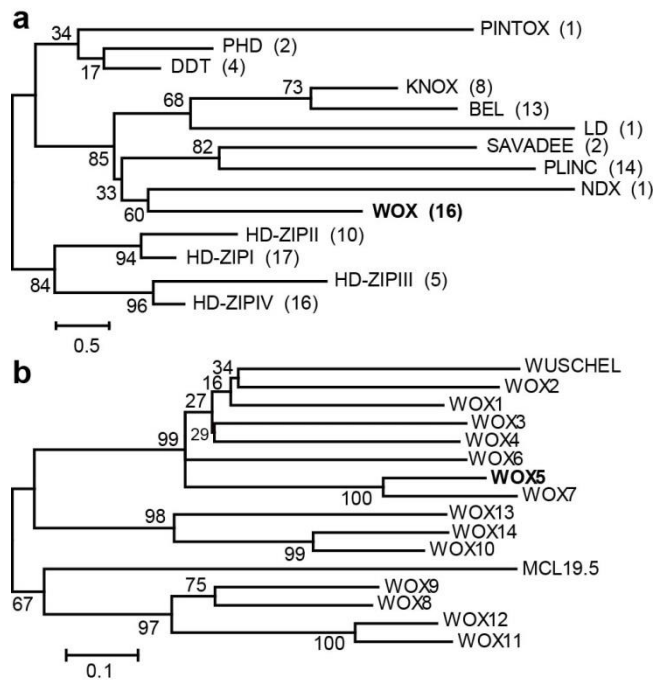 a
34
PINTOX (1)
PHD (2)
17
DDT (4)
73
KNOX (8)
68
BEL (13)
LD (1)
85
82
SAVADEE (2)
PLINC (14)
33
NDX (1)
60
WOX (16)
HD-ZIPII (10)
94
HD-ZIPI (17)
84
HD-ZIPIII (5)
96
HD-ZIPIV (16)
0.5
b
34
WUSCHEL
16
WOX2
27
WOX1
WOX3
29
WOX4
99
WOX6
WOX5
100
WOX7
98
WOX13
WOX14
99
WOX10
MCL19.5
67
75
WOX9
WOX8
97
WOX12
100
WOX11
0.1